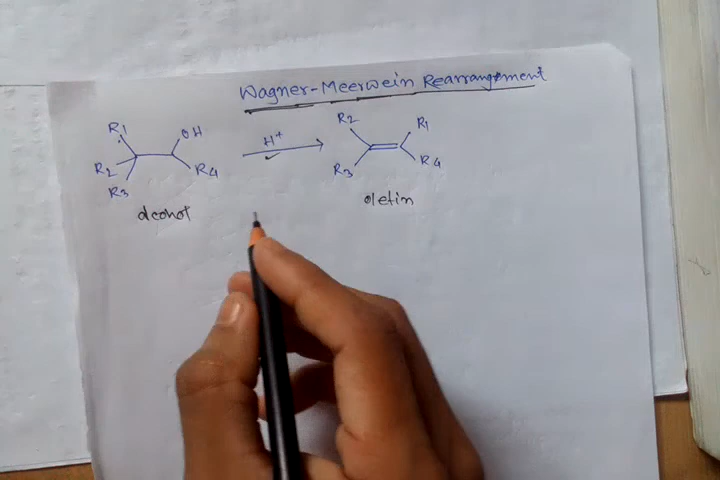 Wagner-Meerwein Rearrangement
R1 OH H+ R2 R1
R2 R4 R3 R4
R3
alcohol olefin